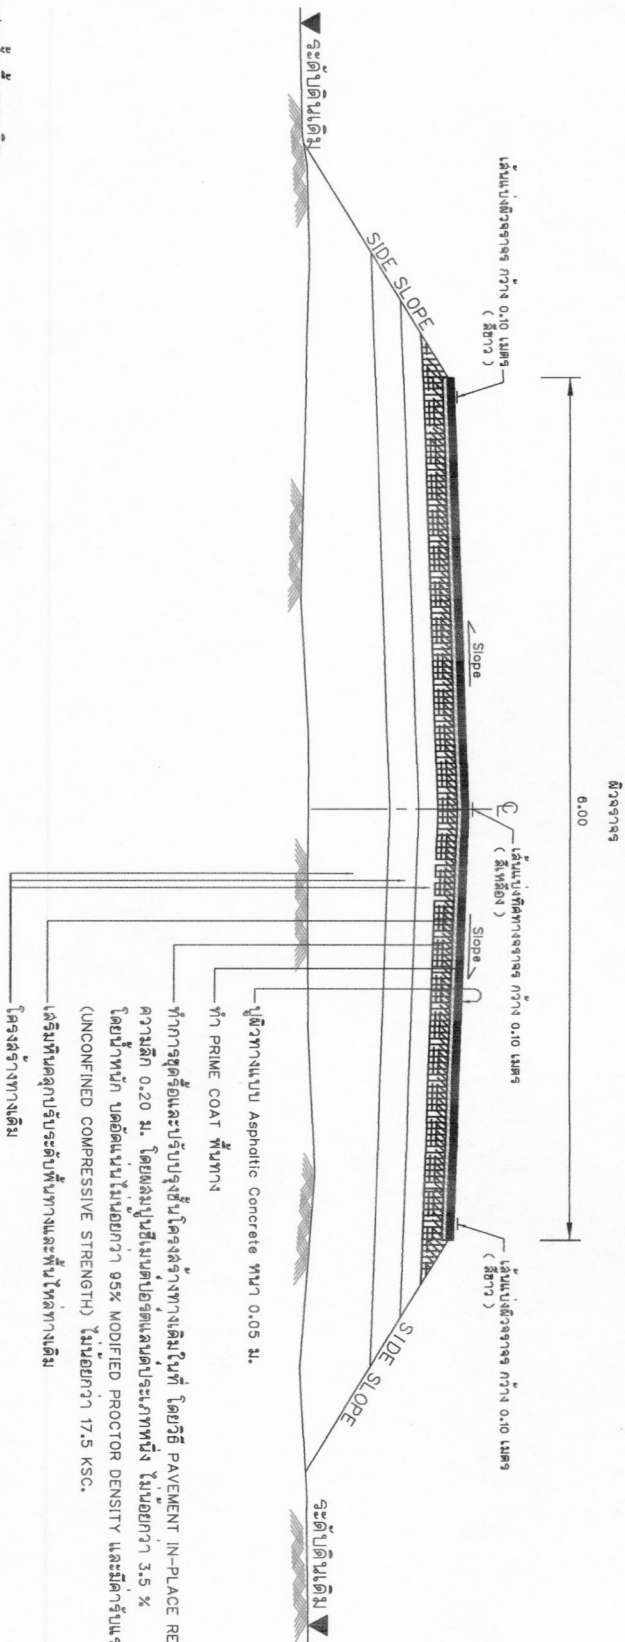 ผิวจราจร
6.00
เส้นแบ่งผิวจราจร กว้าง 0.10 เมตร
( สีขาว )
เส้นแบ่งทิศทางจราจร กว้าง 0.10 เมตร
( สีเหลือง )
เส้นแบ่งผิวจราจร กว้าง 0.10 เมตร
( สีขาว )
Slope
Slope
SIDE SLOPE
SIDE SLOPE
ระดับดินเดิม
ระดับดินเดิม
ปูผิวทางแบบ Asphaltic Concrete หนา 0.05 ม.
ทำ PRIME COAT พื้นทาง
ทำการขุดรื้อและปรับปรุงชั้นโครงสร้างทางเดิมในที่ โดยวิธี PAVEMENT IN-PLACE RE
ความลึก 0.20 ม. โดยผสมปูนซีเมนต์ปอร์ตแลนด์ประเภทหนึ่ง ไม่น้อยกว่า 3.5 %
โดยน้ำหนัก บดอัดแน่นไม่น้อยกว่า 95% MODIFIED PROCTOR DENSITY และมีค่ารับแร
(UNCONFINED COMPRESSIVE STRENGTH) ไม่น้อยกว่า 17.5 KSC.
เสริมหินคลุกปรับระดับพื้นทางและพื้นไหล่ทางเดิม
โครงสร้างทางเดิม